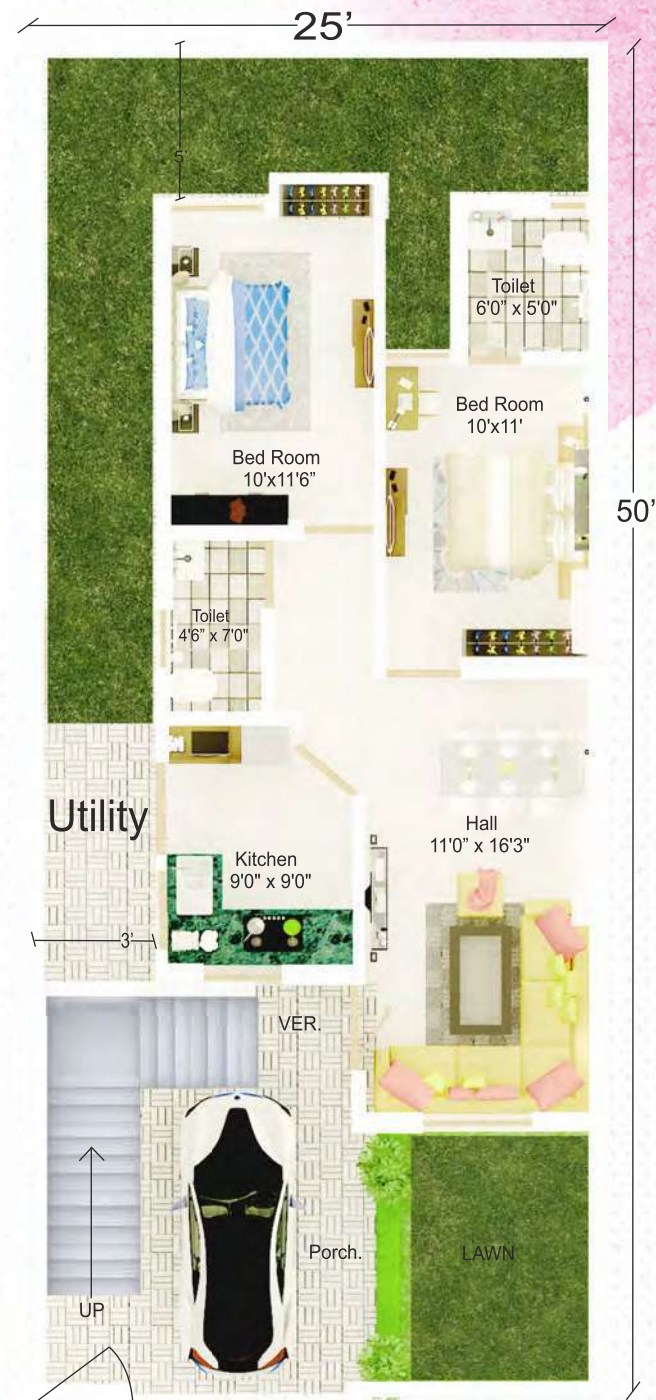 25’
5'
Toilet
6'0” x 5'0"
Bed Room
10'x11'
Bed Room
10'x11'6”
50’
Toilet
4'6” x 7'0"
Utility
Hall
11'0” x 16'3"
Kitchen
9'0" x 9'0"
3'
VER.
Porch.
LAWN
UP